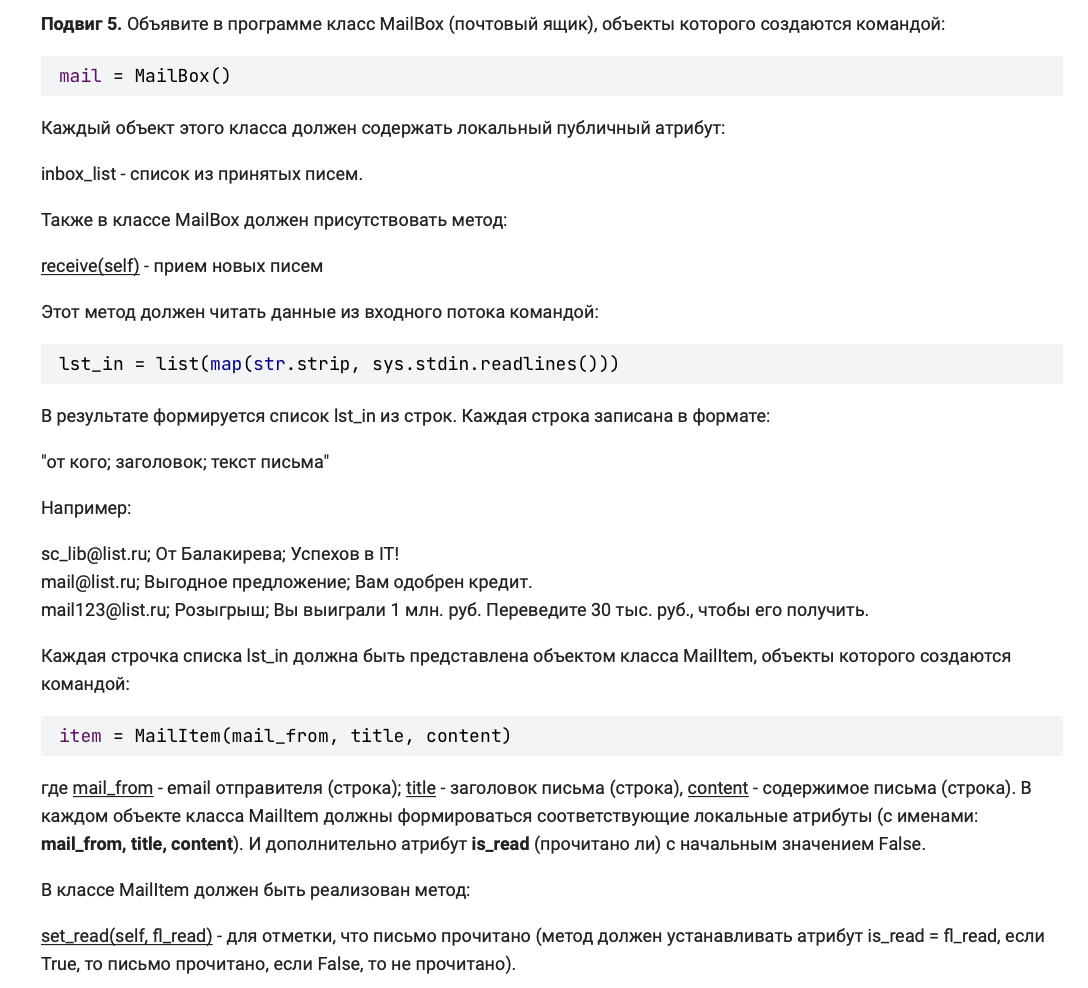 Подвиг 5. Объявите в программе класс MailBox (почтовый ящик), объекты которого создаются командой:
mail = MailBox()
Каждый объект этого класса должен содержать локальный публичный атрибут:
inbox_list - список из принятых писем.
Также в классе MailBox должен присутствовать метод:
receive(self) - прием новых писем
Этот метод должен читать данные из входного потока командой:
lst_in = list(map(str.strip, sys.stdin.readlines()))
В результате формируется список lst_in из строк. Каждая строка записана в формате:
"от кого; заголовок; текст письма"
Например:
sc_lib@list.ru; От Балакирева; Успехов в IT!
mail@list.ru; Выгодное предложение; Вам одобрен кредит.
mail123@list.ru; Розыгрыш; Вы выиграли 1 млн. руб. Переведите 30 тыс. руб., чтобы его получить.
Каждая строчка списка lst_in должна быть представлена объектом класса MailItem, объекты которого создаются
командой:
item = MailItem(mail_from, title, content)
где mail_from - email отправителя (строка); title - заголовок письма (строка), content - содержимое письма (строка). В
каждом объекте класса MailItem должны формироваться соответствующие локальные атрибуты (с именами:
mail_from, title, content). И дополнительно атрибут is_read (прочитано ли) с начальным значением False.
В классе MailItem должен быть реализован метод:
set_read(self, fl_read) - для отметки, что письмо прочитано (метод должен устанавливать атрибут is_read = fl_read, если
True, то письмо прочитано, если False, то не прочитано).